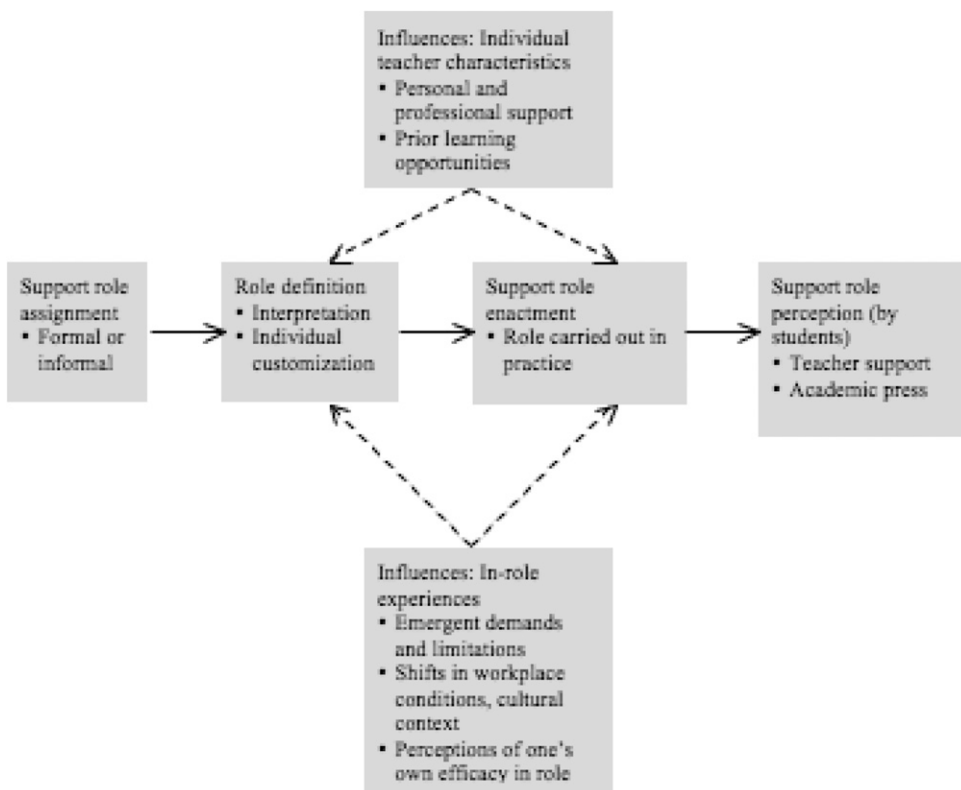 Influences: Individual
teacher characteristics
▪ Personal and
professional support
▪ Prior learning
opportunities
Support role
assignment
▪ Formal or
informal
Role definition
▪ Interpretation
▪ Individual
customization
Support role
enactment
▪ Role carried out in
practice
Support role
perception (by
students)
▪ Teacher support
▪ Academic press
Influences: In-role
experiences
▪ Emergent demands
and limitations
▪ Shifts in workplace
conditions, cultural
context
▪ Perceptions of one’s
own efficacy in role